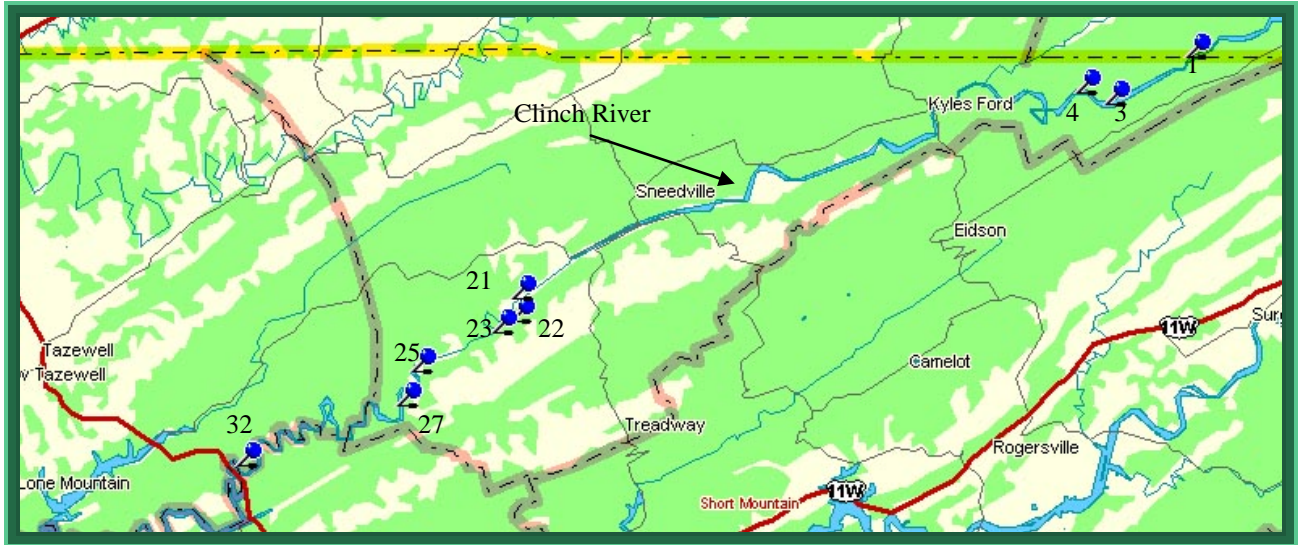 1
4
3
Kyles Ford
Clinch River
Sneedville
Eidson
21
22
23
11W
Sur
25
Tazewell
w Tazewell
Camelot
27
32
Treadway
Rogersville
Lone Mountain
Short Mountain
11W